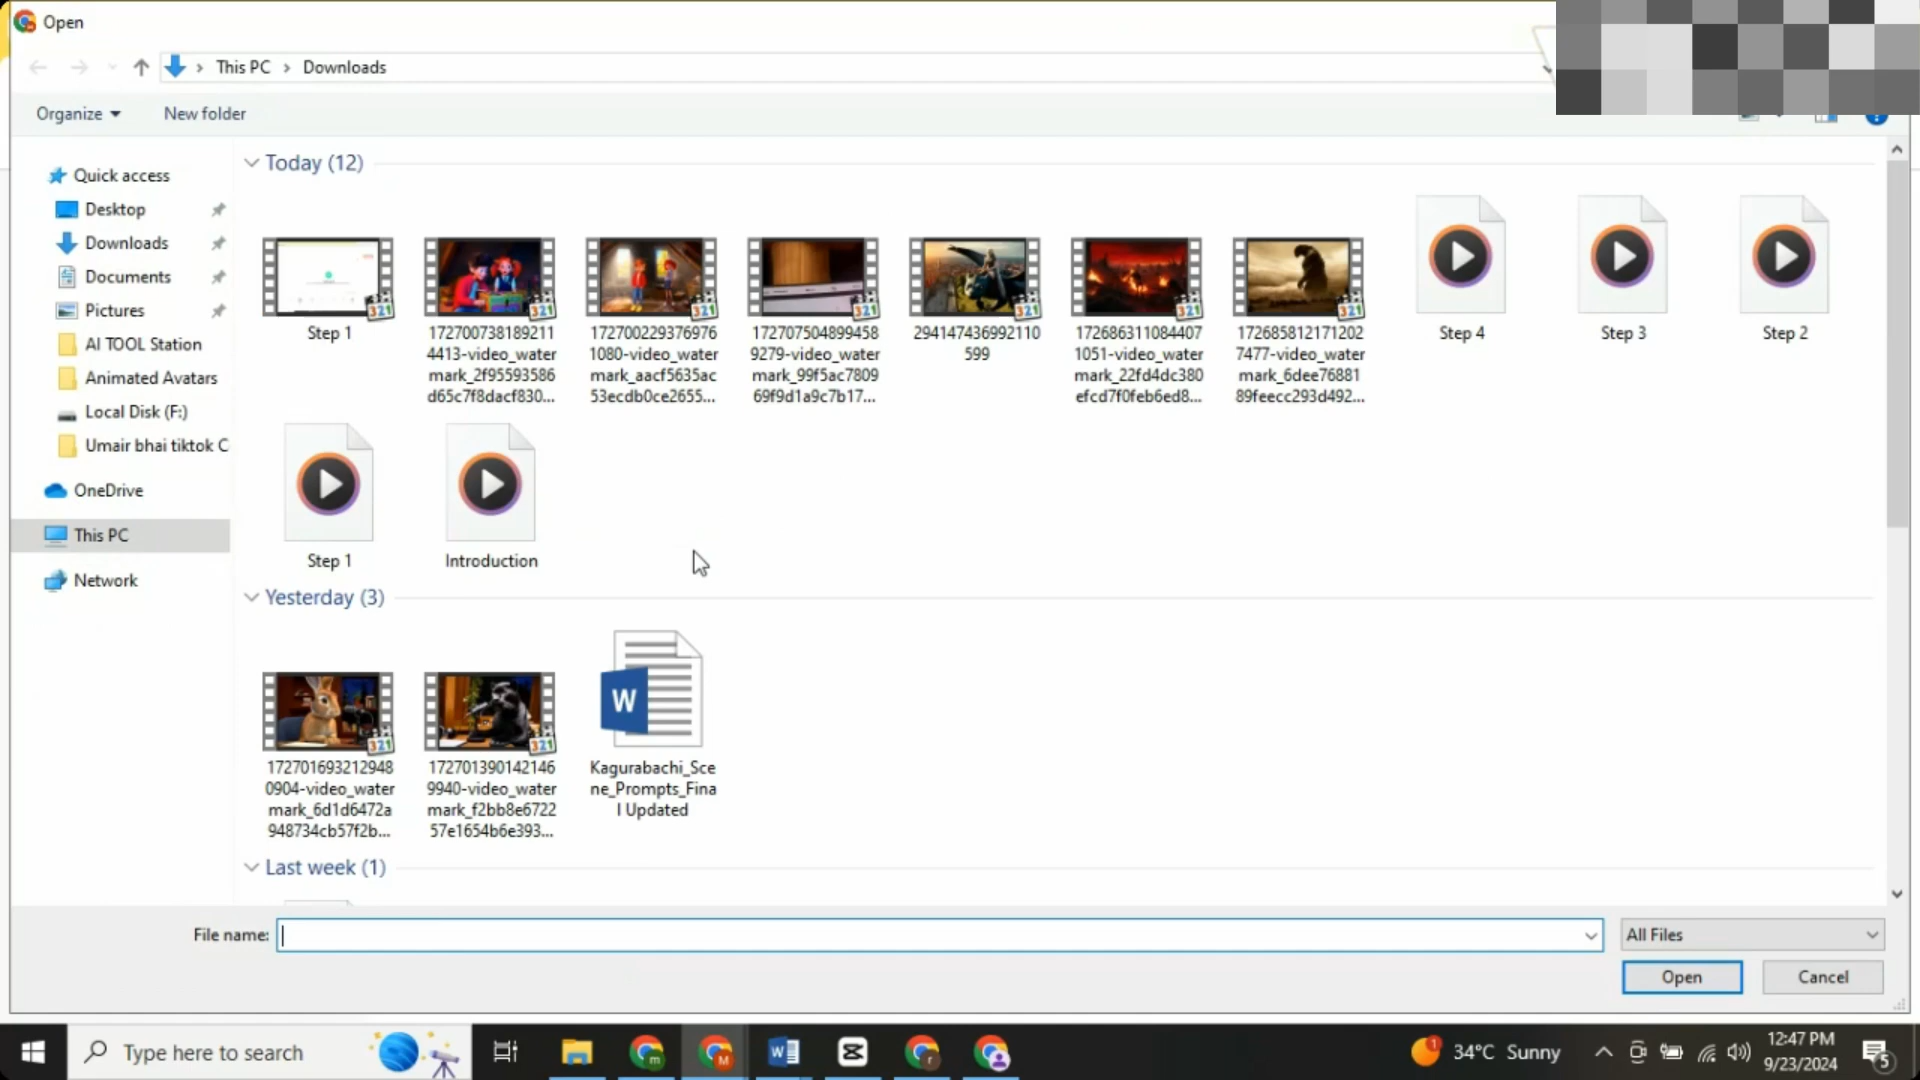 Open
This PC > Downloads
Organize
New folder
Quick access
Desktop
Downloads
Documents
Pictures
AI TOOL Station
Animated Avatars
Local Disk (F:)
Umair bhai tiktok C
OneDrive
This PC
Network
Today (12)
Step 1
172700738189211
4413-video_water
mark_2f95593586
d65c7f8dacf830...
172700229376976
1080-video_water
mark_aacf5635ac
53ecdb0ce2655...
172707504899458
9279-video_water
mark_99f5ac7809
69f9d1a9c7b17...
294147436992110
599
172686311084407
1051-video_water
mark_22fd4dc380
efcd7f0feb6ed8...
172685812171202
7477-video_water
mark_6dee76881
89feecc293d492...
Step 4
Step 3
Step 2
Step 1
Introduction
Yesterday (3)
172701693212948
0904-video_water
mark_6d1d6472a
948734cb57f2b...
172701390142146
9940-video_water
mark_f2bb8e6722
57e1654b6e393...
Kagurabachi_Sce
ne_Prompts_Fina
l Updated
Last week (1)
File name:
All Files
Open
Cancel
Type here to search
34°C Sunny
12:47 PM
9/23/2024
5